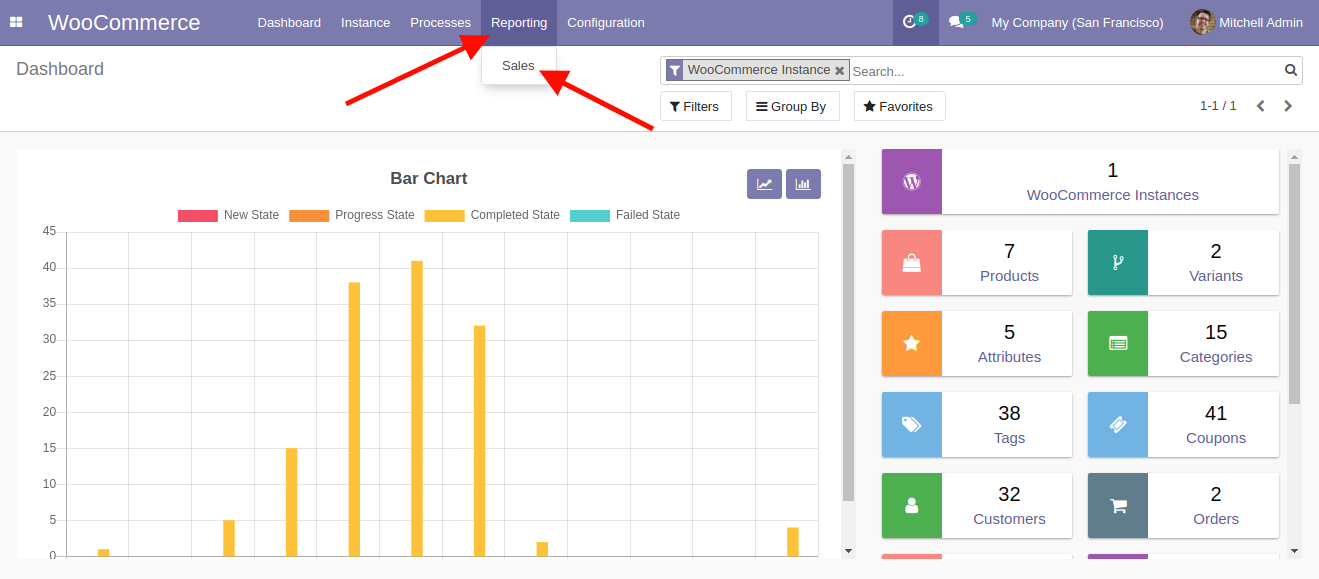 WooCommerce Dashboard Instance Processes Reporting Configuration 8 5 My Company (San Francisco) Mitchell Admin
Sales
Dashboard
WooCommerce Instance Search...
Filters Group By Favorites 1-1 / 1
Bar Chart
New State Progress State Completed State Failed State
45
40
35
30
25
20
15
10
5
0
1
WooCommerce Instances
7
Products
2
Variants
5
Attributes
15
Categories
38
Tags
41
Coupons
32
Customers
2
Orders